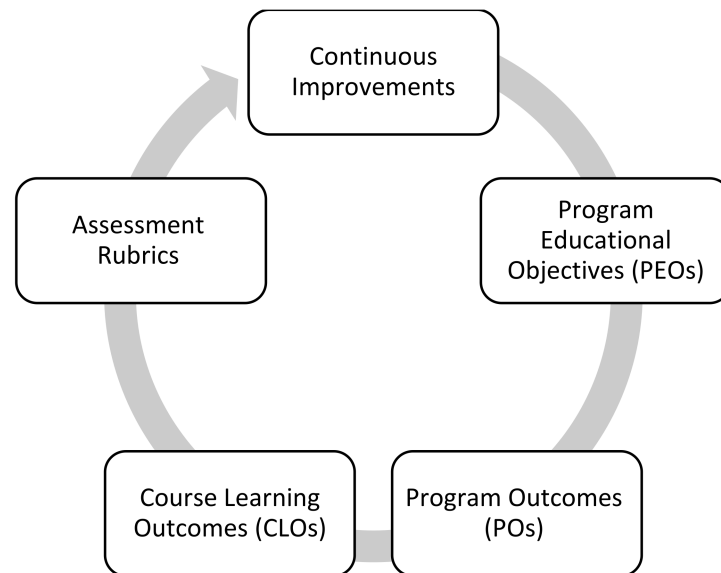 Continuous
Improvements
Program
Educational
Objectives (PEOs)
Program Outcomes
(POs)
Course Learning
Outcomes (CLOs)
Assessment
Rubrics